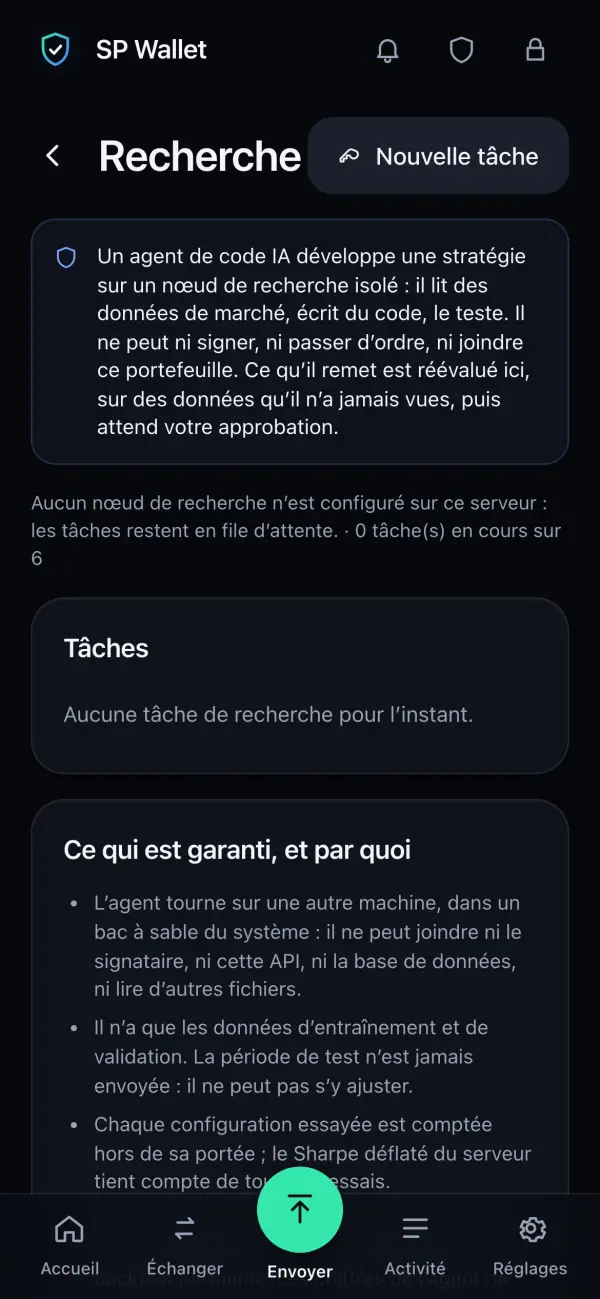 SP Wallet
Recherche
Nouvelle tâche
Un agent de code IA développe une stratégie
sur un nœud de recherche isolé : il lit des
données de marché, écrit du code, le teste. Il
ne peut ni signer, ni passer d’ordre, ni joindre
ce portefeuille. Ce qu’il remet est réévalué ici,
sur des données qu’il n’a jamais vues, puis
attend votre approbation.
Aucun nœud de recherche n’est configuré sur ce serveur :
les tâches restent en file d’attente. · 0 tâche(s) en cours sur
6
Tâches
Aucune tâche de recherche pour l’instant.
Ce qui est garanti, et par quoi
• L’agent tourne sur une autre machine, dans un
bac à sable du système : il ne peut joindre ni le
signataire, ni cette API, ni la base de données,
ni lire d’autres fichiers.
• Il n’a que les données d’entraînement et de
validation. La période de test n’est jamais
envoyée : il ne peut pas s’y ajuster.
• Chaque configuration essayée est comptée
hors de sa portée ; le Sharpe déflaté du serveur
tient compte de essais.
Accueil
Échanger
Envoyer
Activité
Réglages